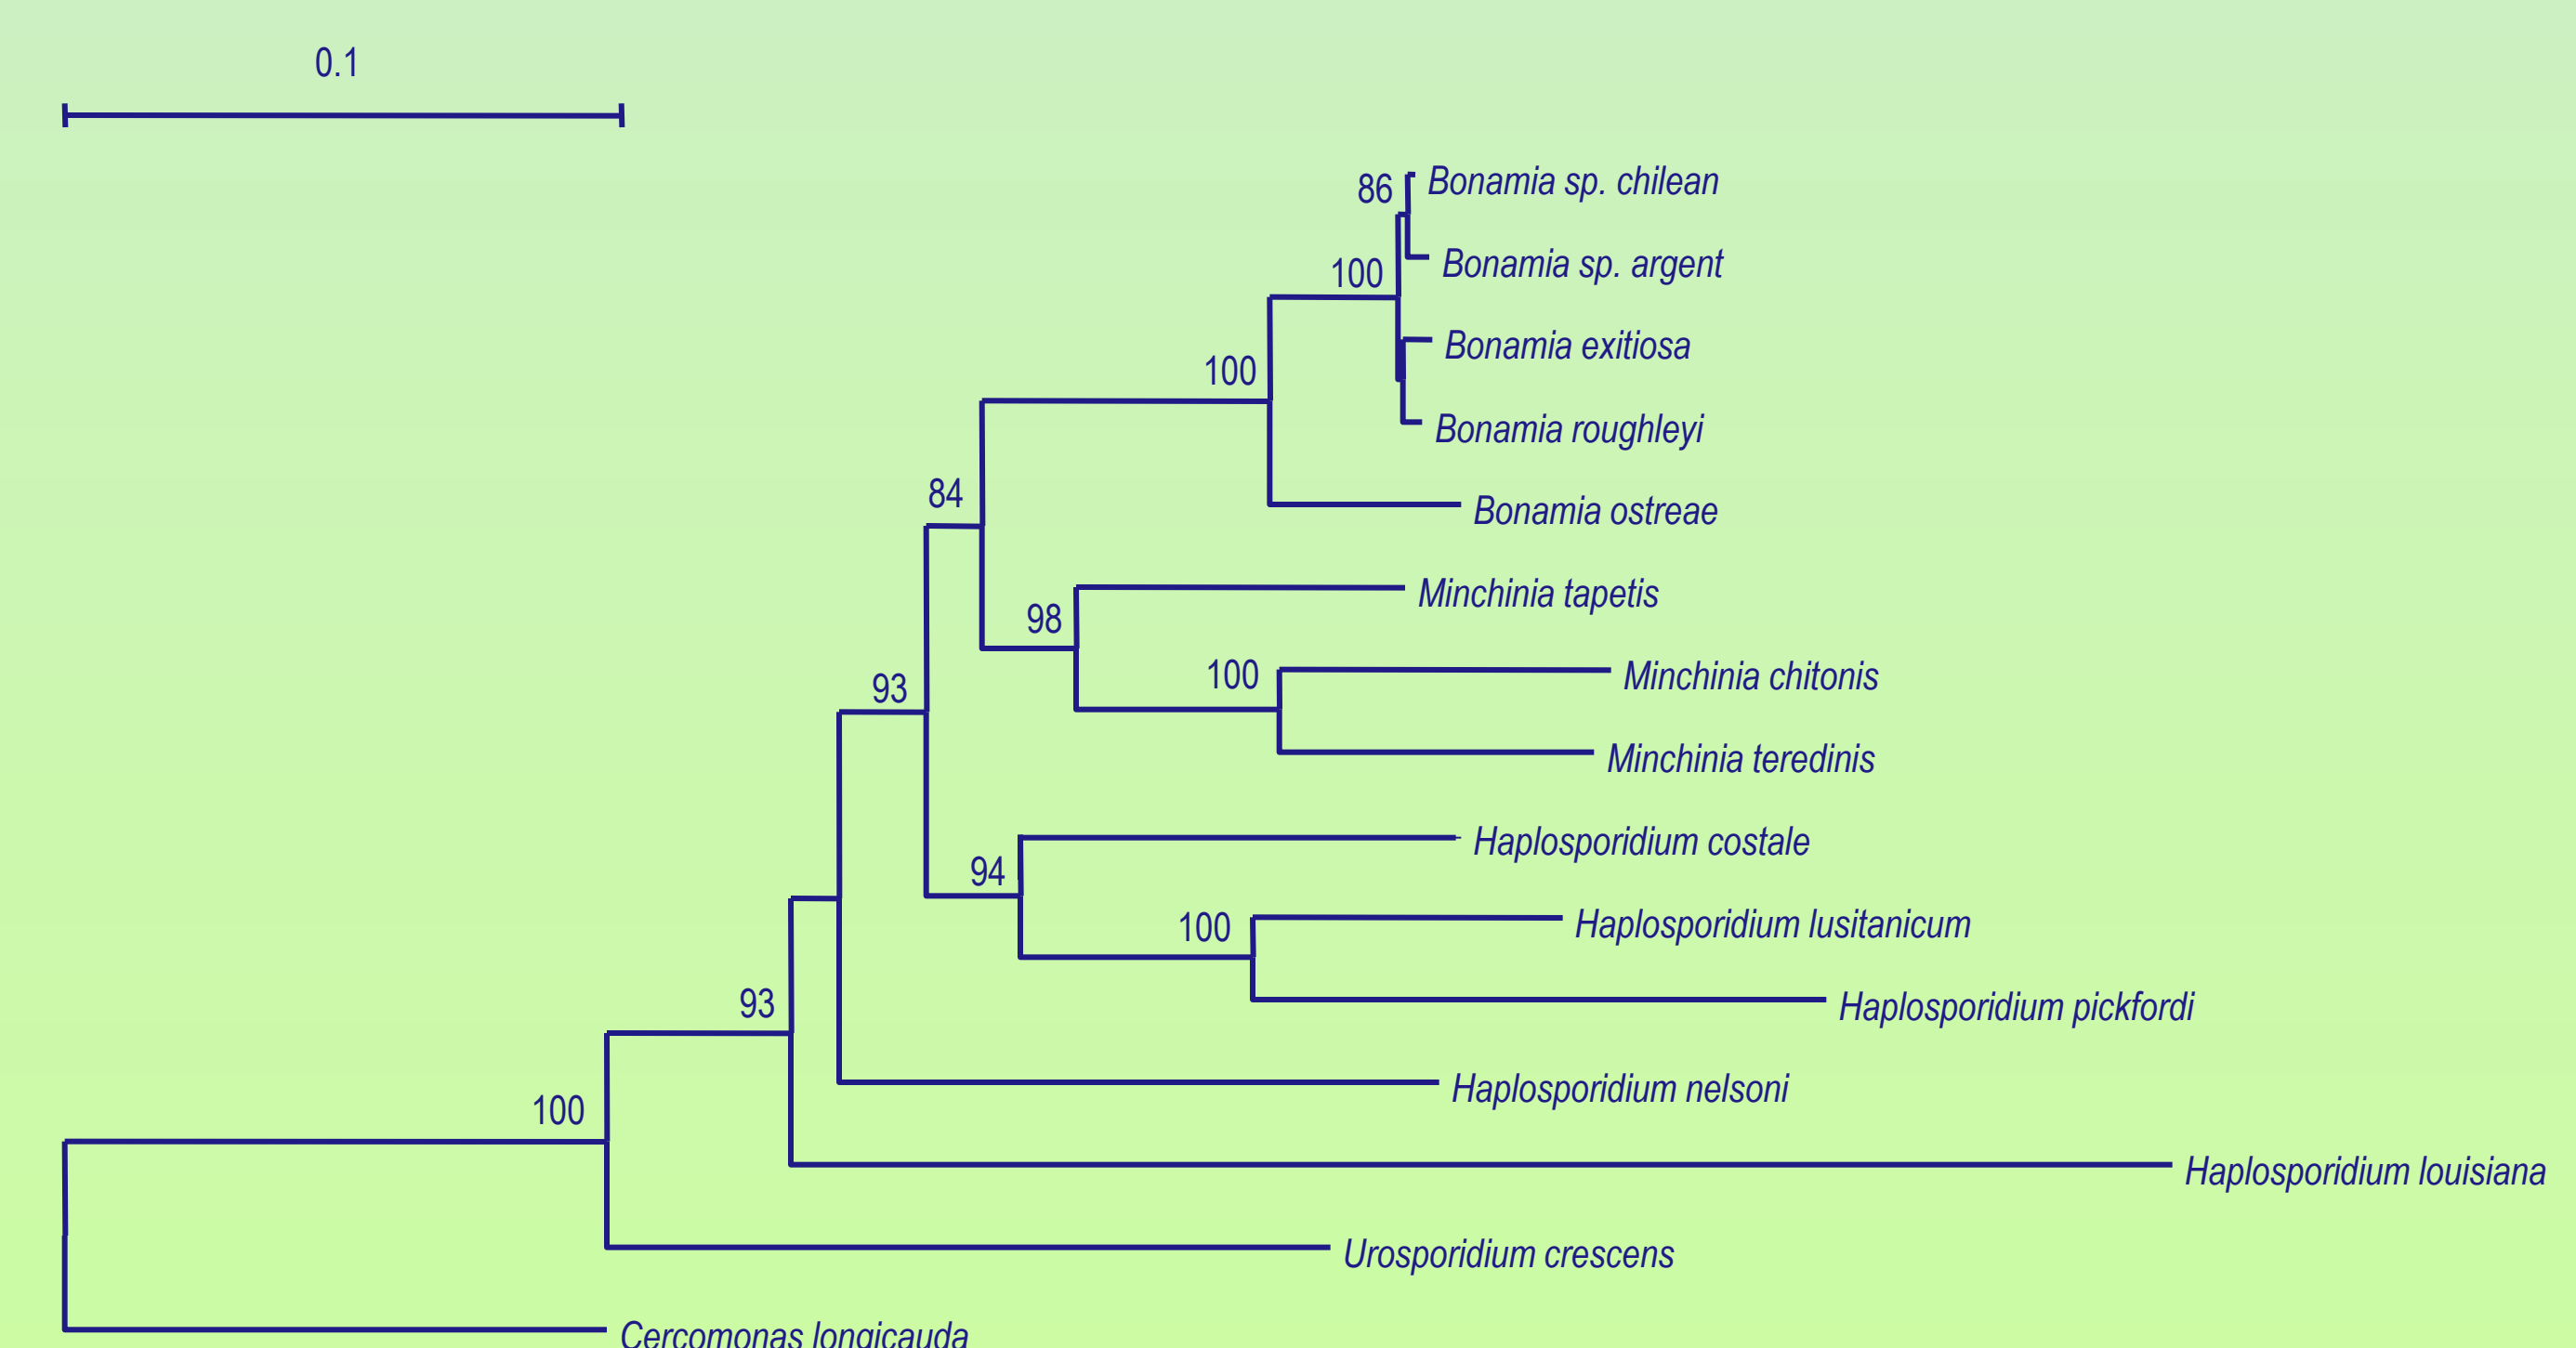 0.1
86
Bonamia sp. chilean
Bonamia sp. argent
100
Bonamia exitiosa
100
Bonamia roughleyi
84
Bonamia ostreae
Minchinia tapetis
98
100
Minchinia chitonis
93
Minchinia teredinis
Haplosporidium costale
94
Haplosporidium lusitanicum
100
93
Haplosporidium pickfordi
Haplosporidium nelsoni
100
Haplosporidium louisiana
Urosporidium crescens
Cercomonas longicauda